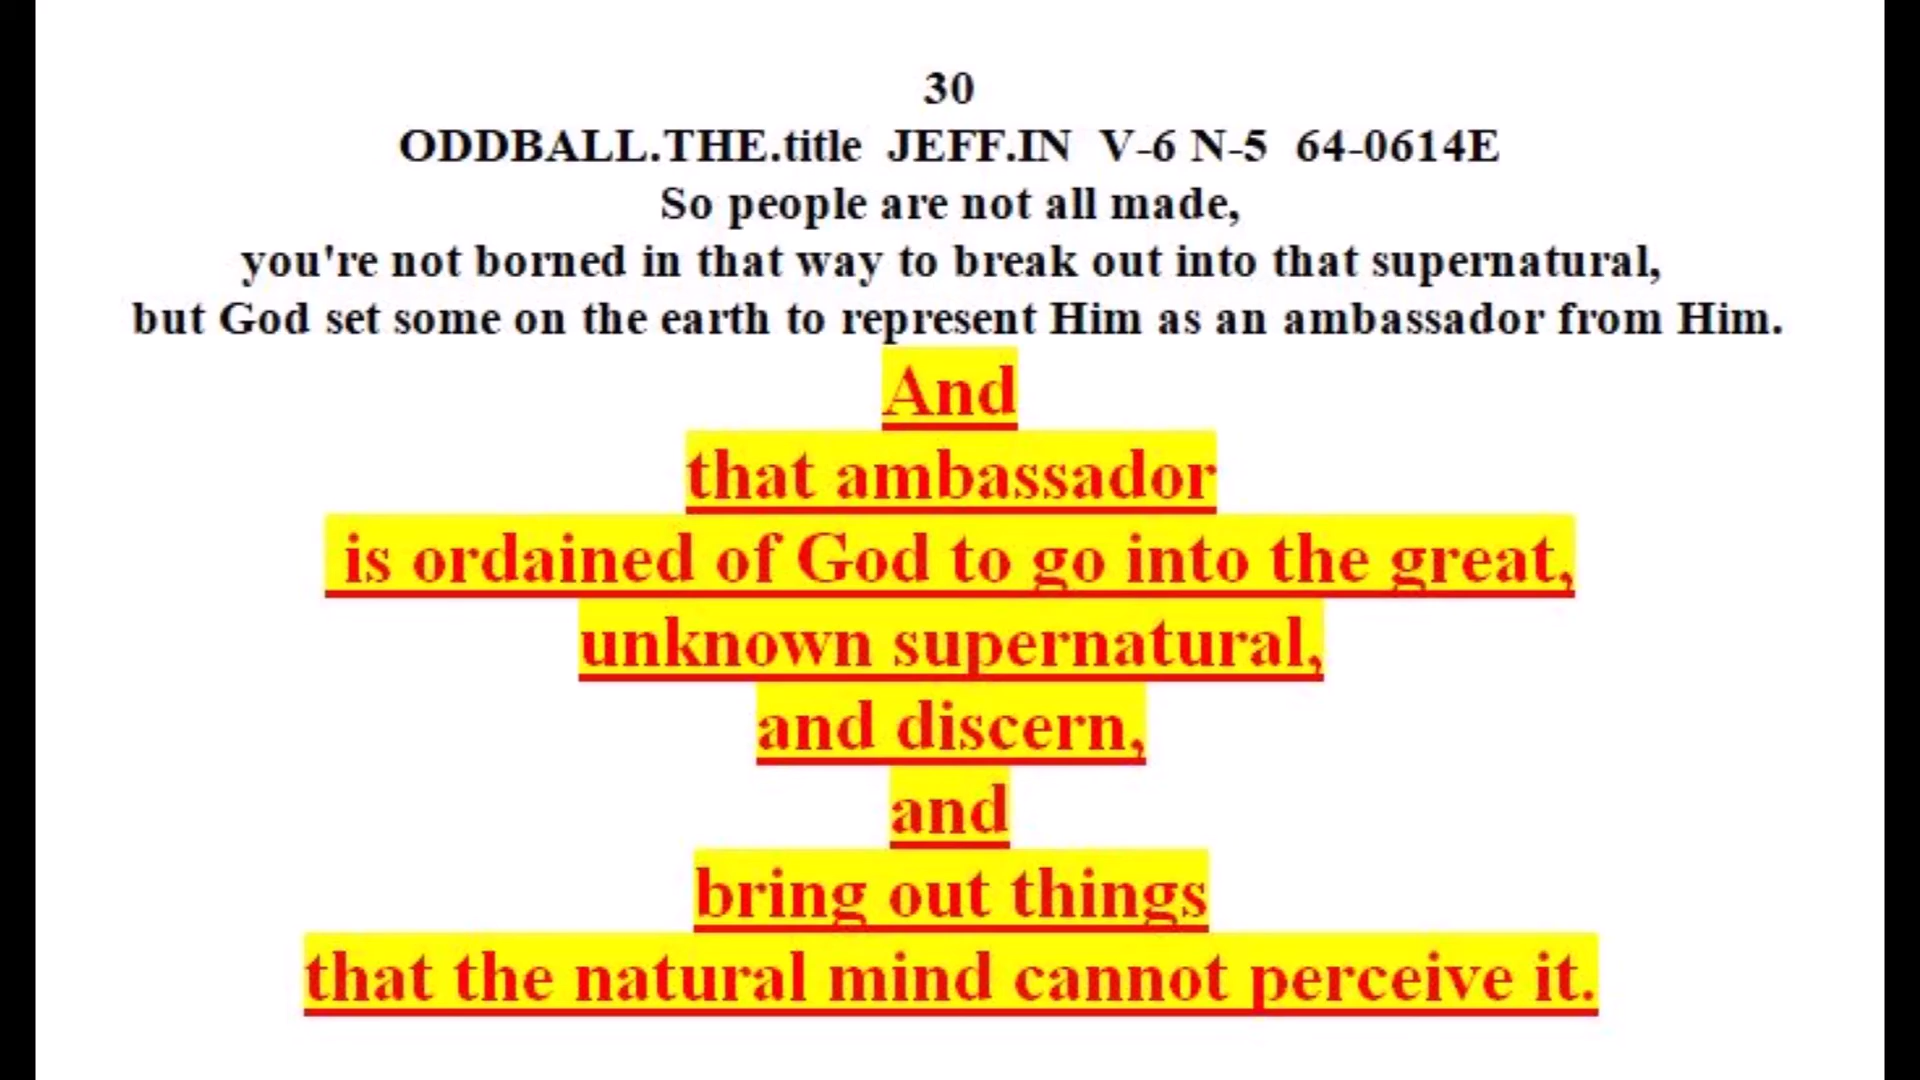 30
ODDBALL.THE.title JEFF.IN V-6 N-5 64-0614E
So people are not all made,
you're not borned in that way to break out into that supernatural,
but God set some on the earth to represent Him as an ambassador from Him.
And
that ambassador
is ordained of God to go into the great,
unknown supernatural,
and discern,
and
bring out things
that the natural mind cannot perceive it.